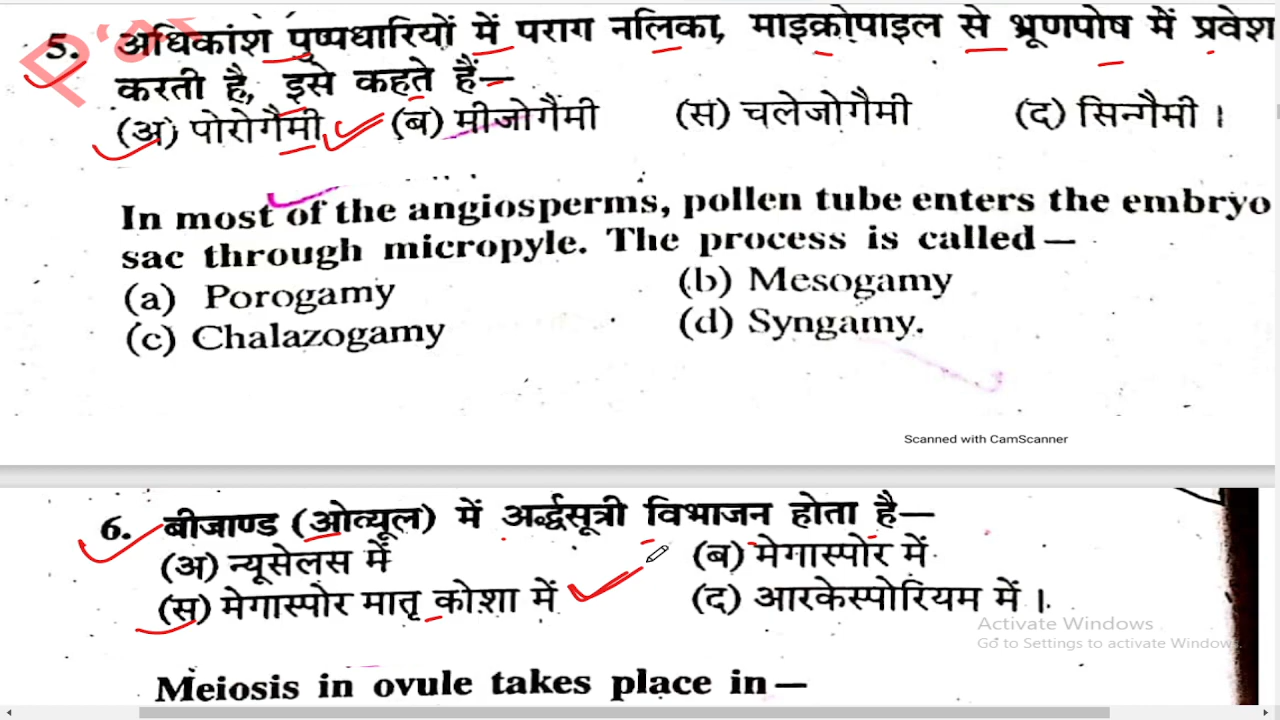 5. अधिकांश पुष्पधारियों में पराग नलिका, माइक्रोपाइल से भ्रूणपोष में प्रवेश
करती है, इसे कहते हैं—
(अ) पोरोगैमी (ब) मीजोगैमी (स) चलेजोगैमी (द) सिन्गैमी ।
In most of the angiosperms, pollen tube enters the embryo
sac through micropyle. The process is called—
(a) Porogamy (b) Mesogamy
(c) Chalazogamy (d) Syngamy.
Scanned with CamScanner
6. बीजाण्ड (ओव्यूल) में अर्द्धसूत्री विभाजन होता है—
(अ) न्यूसेलस में (ब) मेगास्पोर में
(स) मेगास्पोर मातृ कोशा में (द) आरकेस्पोरियम में ।
Activate Windows
Go to Settings to activate Windows.
Meiosis in ovule takes place in—